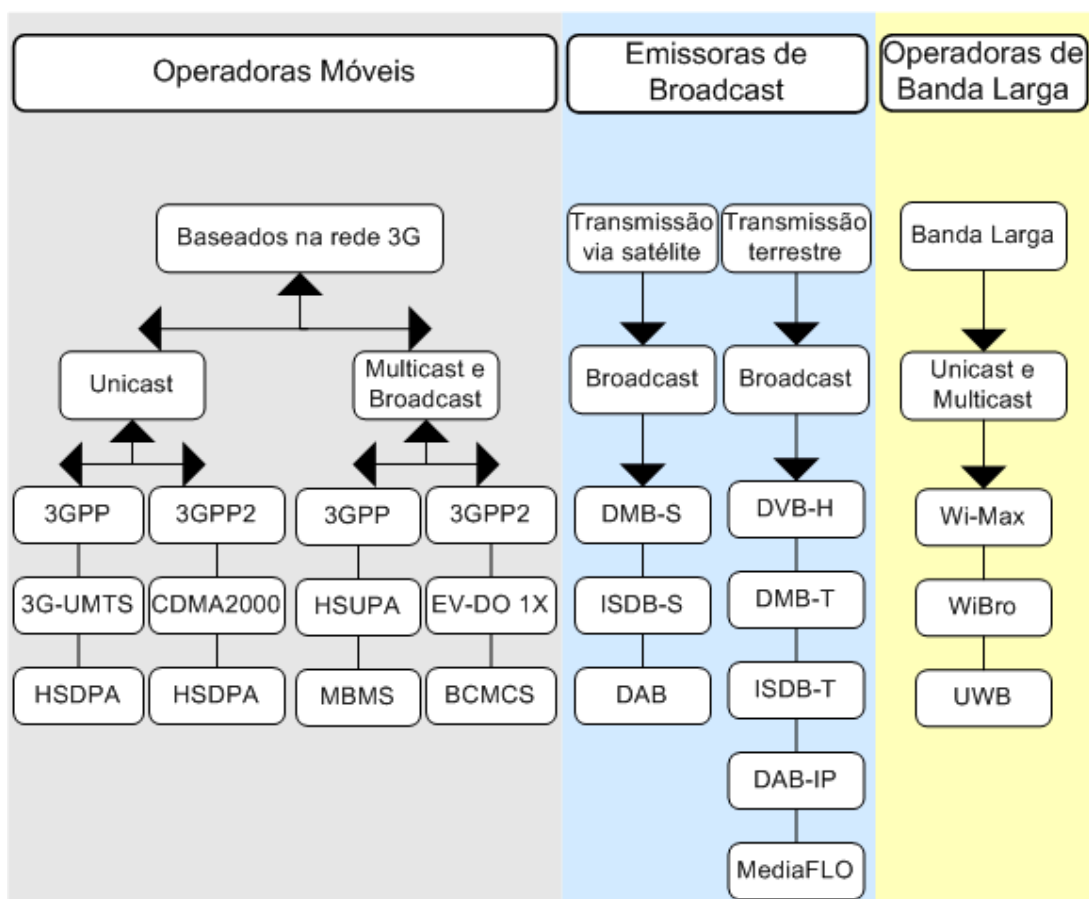 Operadoras Móveis
Emissoras de
Broadcast
Operadoras de
Banda Larga
Baseados na rede 3G
Transmissão
via satélite
Transmissão
terrestre
Banda Larga
Unicast
Multicast e
Broadcast
Broadcast
Broadcast
Unicast e
Multicast
3GPP
3GPP2
3GPP
3GPP2
DMB-S
DVB-H
Wi-Max
3G-UMTS
CDMA2000
HSUPA
EV-DO 1X
ISDB-S
DMB-T
WiBro
HSDPA
HSDPA
MBMS
BCMCS
DAB
ISDB-T
UWB
DAB-IP
MediaFLO